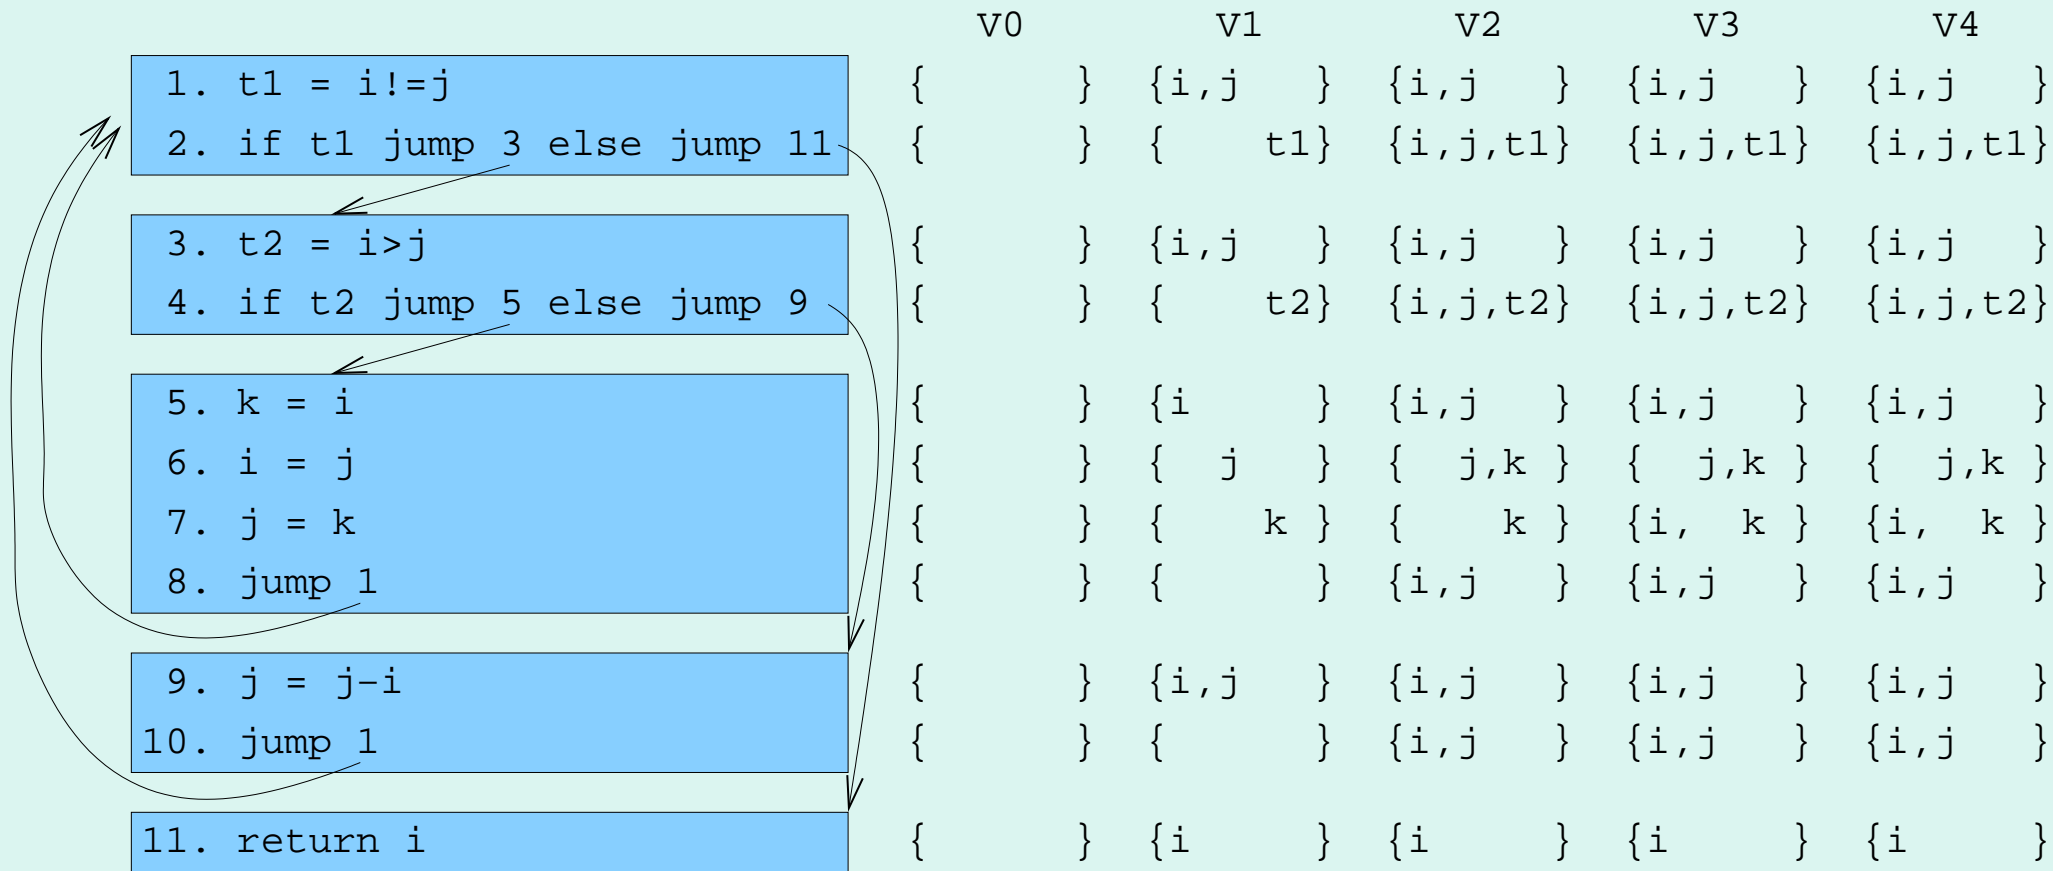 V0 V1 V2 V3 V4
1. t1 = i!=j { } {i,j } {i,j } {i,j } {i,j }
2. if t1 jump 3 else jump 11 { } { t1} {i,j,t1} {i,j,t1} {i,j,t1}
3. t2 = i>j { } {i,j } {i,j } {i,j } {i,j }
4. if t2 jump 5 else jump 9 { } { t2} {i,j,t2} {i,j,t2} {i,j,t2}
5. k = i { } {i } {i,j } {i,j } {i,j }
6. i = j { } { j } { j,k } { j,k } { j,k }
7. j = k { } { k } { k } {i, k } {i, k }
8. jump 1 { } { } {i,j } {i,j } {i,j }
9. j = j-i { } {i,j } {i,j } {i,j } {i,j }
10. jump 1 { } { } {i,j } {i,j } {i,j }
11. return i { } {i } {i } {i } {i }